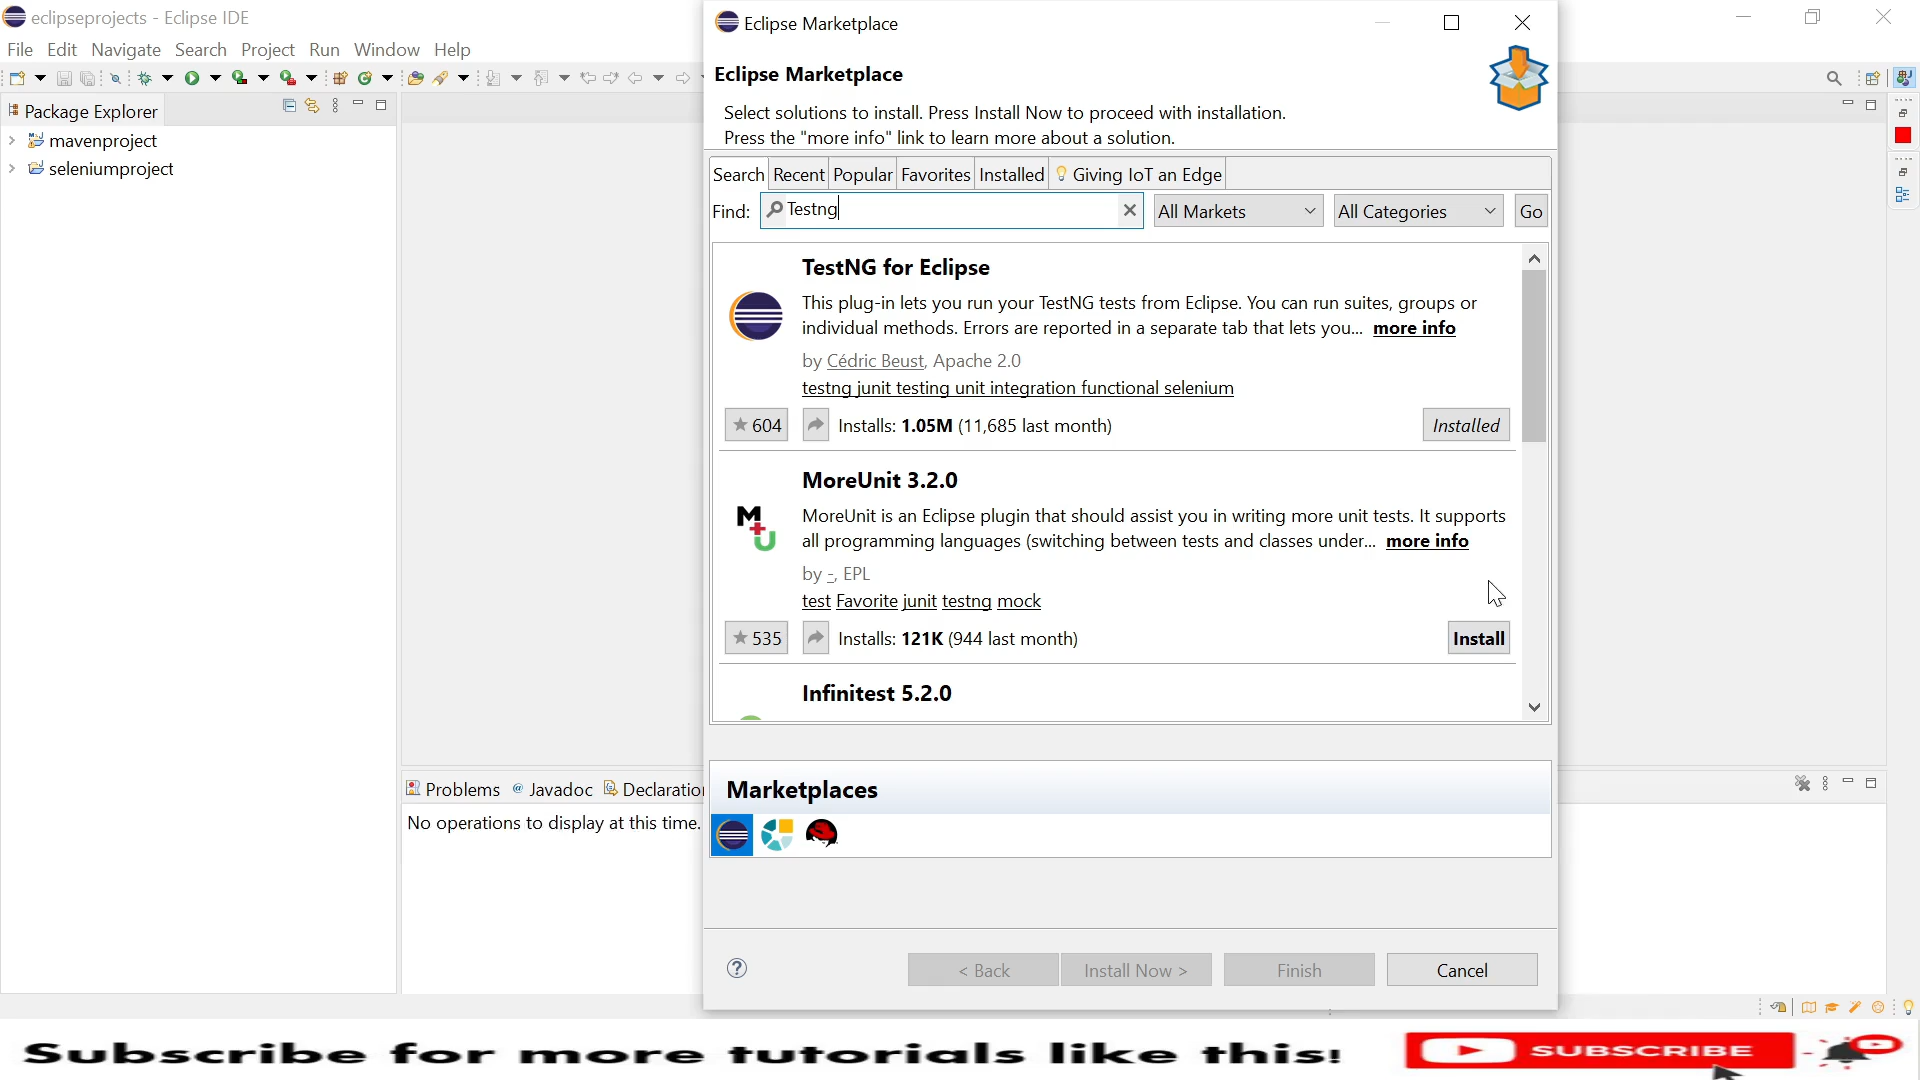 eclipseprojects - Eclipse IDE
File Edit Navigate Search Project Run Window Help
Package Explorer
mavenproject
seleniumproject
Eclipse Marketplace
Eclipse Marketplace
Select solutions to install. Press Install Now to proceed with installation.
Press the "more info" link to learn more about a solution.
Search Recent Popular Favorites Installed Giving IoT an Edge
Find: Testng All Markets All Categories Go
TestNG for Eclipse
This plug-in lets you run your TestNG tests from Eclipse. You can run suites, groups or
individual methods. Errors are reported in a separate tab that lets you... more info
by Cédric Beust, Apache 2.0
testng junit testing unit integration functional selenium
604 Installs: 1.05M (11,685 last month) Installed
MoreUnit 3.2.0
M+U
MoreUnit is an Eclipse plugin that should assist you in writing more unit tests. It supports
all programming languages (switching between tests and classes under... more info
by -, EPL
test Favorite junit testng mock
535 Installs: 121K (944 last month) Install
Infinitest 5.2.0
Marketplaces
Problems Javadoc Declaratio
No operations to display at this time.
< Back Install Now > Finish Cancel
Subscribe for more tutorials like this! SUBSCRIBE